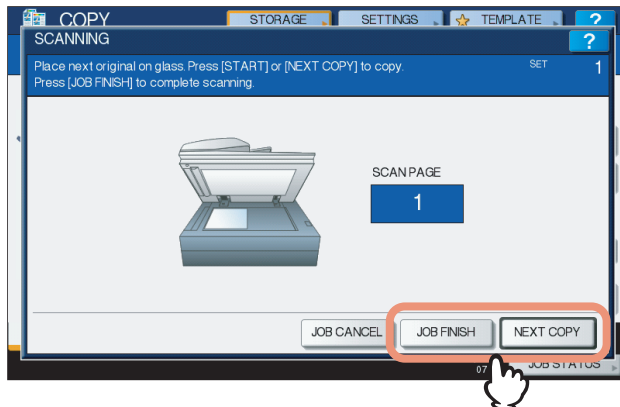 COPY STORAGE SETTINGS TEMPLATE ?
SCANNING ?
Place next original on glass. Press [START] or [NEXT COPY] to copy. SET 1
Press [JOB FINISH] to complete scanning.
SCAN PAGE
1
JOB CANCEL JOB FINISH NEXT COPY
07 JOB STATUS